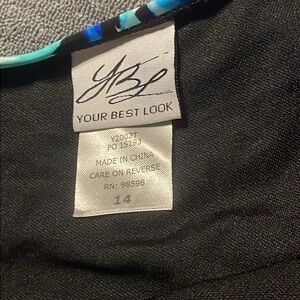 YBL
YOUR BEST LOOK
Y2002T
PO 15193
MADE IN CHINA
CARE ON REVERSE
RN: 98598
14